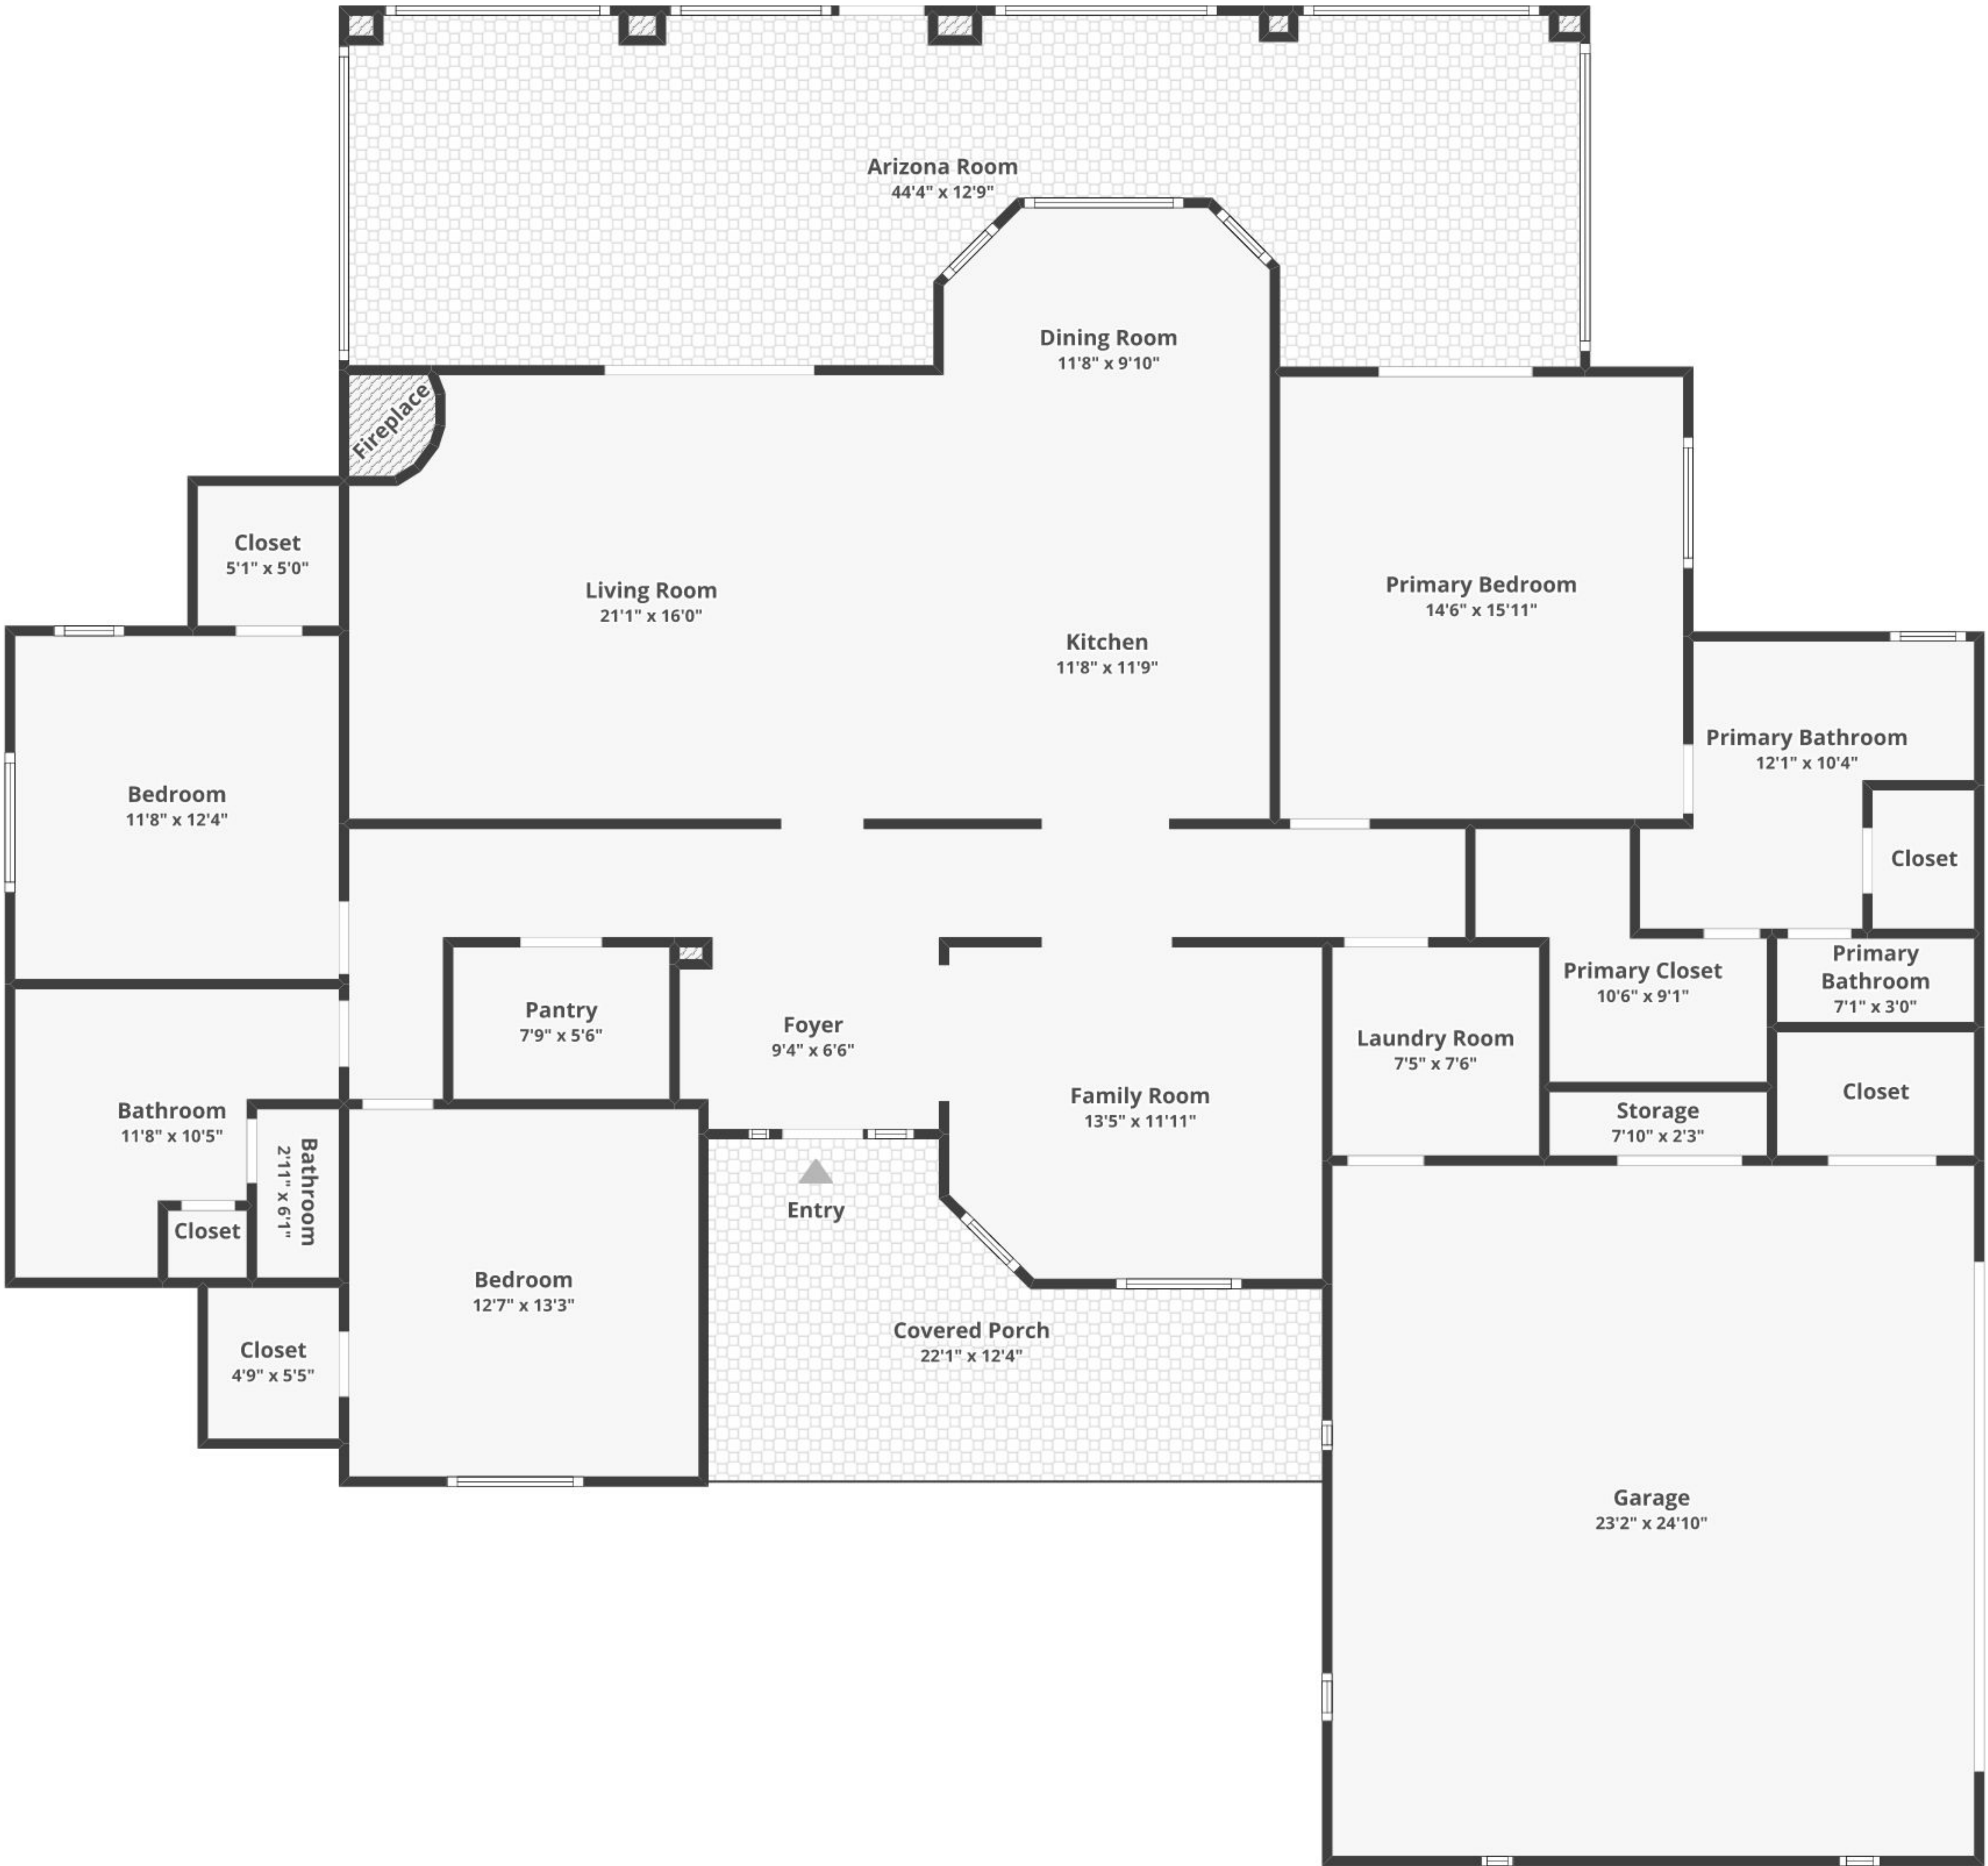 Arizona Room
44'4" x 12'9"
Dining Room
11'8" x 9'10"
Fireplace
Closet
5'1" x 5'0"
Living Room
21'1" x 16'0"
Kitchen
11'8" x 11'9"
Primary Bedroom
14'6" x 15'11"
Primary Bathroom
12'1" x 10'4"
Bedroom
11'8" x 12'4"
Closet
Primary
Bathroom
7'1" x 3'0"
Primary Closet
10'6" x 9'1"
Pantry
7'9" x 5'6"
Foyer
9'4" x 6'6"
Laundry Room
7'5" x 7'6"
Family Room
13'5" x 11'11"
Closet
Storage
7'10" x 2'3"
Bathroom
11'8" x 10'5"
Bathroom
2'11" x 6'1"
Closet
Entry
Bedroom
12'7" x 13'3"
Covered Porch
22'1" x 12'4"
Closet
4'9" x 5'5"
Garage
23'2" x 24'10"